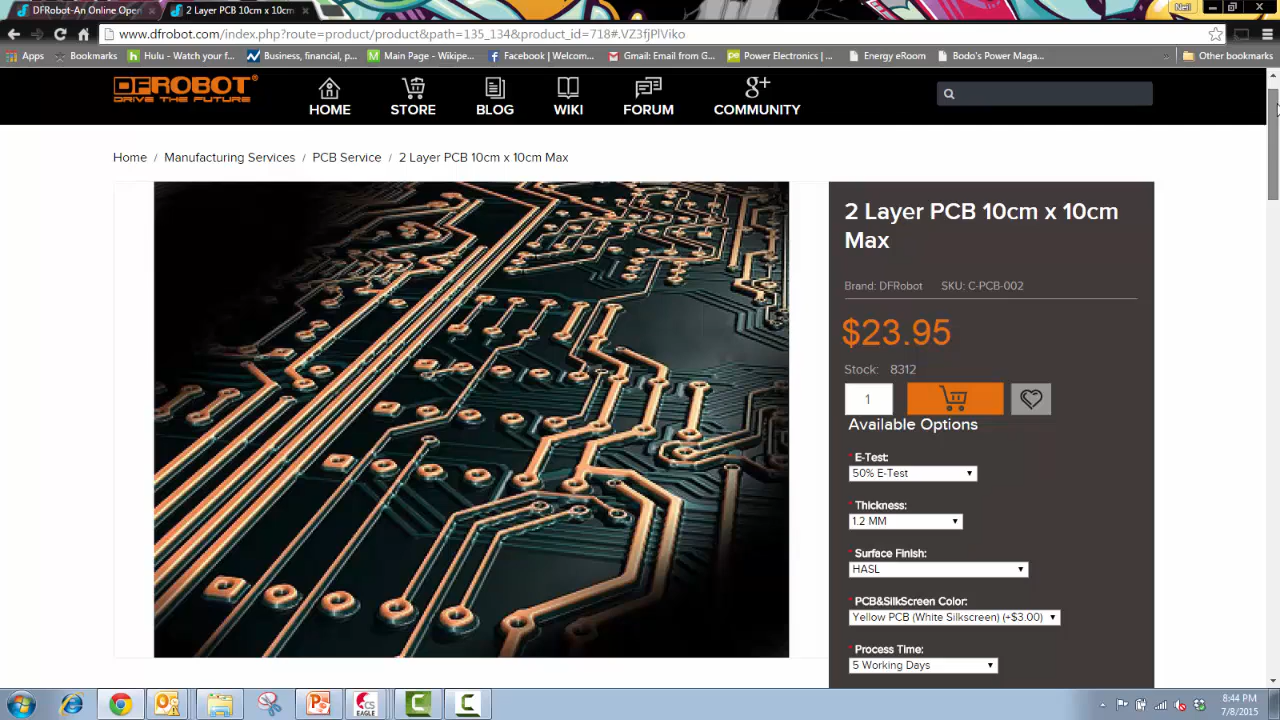 DFRobot-An Online Open
2 Layer PCB 10cm x 10cm
Neil
www.dfrobot.com/index.php?route=product/product&path=135_134&product_id=718#.VZ3fjPlViko
Apps
Bookmarks
Hulu - Watch your f...
Business, financial, p...
Main Page - Wikipe...
Facebook | Welcom...
Gmail: Email from G...
Power Electronics | ...
Energy eRoom
Bodo's Power Maga...
Other bookmarks
DFROBOT®
DRIVE THE FUTURE
HOME
STORE
BLOG
WIKI
FORUM
g+
COMMUNITY
Home / Manufacturing Services / PCB Service / 2 Layer PCB 10cm x 10cm Max
2 Layer PCB 10cm x 10cm
Max
Brand: DFRobot SKU: C-PCB-002
$23.95
Stock: 8312
1
Available Options
* E-Test:
50% E-Test
* Thickness:
1.2 MM
* Surface Finish:
HASL
* PCB&SilkScreen Color:
Yellow PCB (White Silkscreen) (+$3.00)
* Process Time:
5 Working Days
CS
EAGLE
8:44 PM
7/8/2015